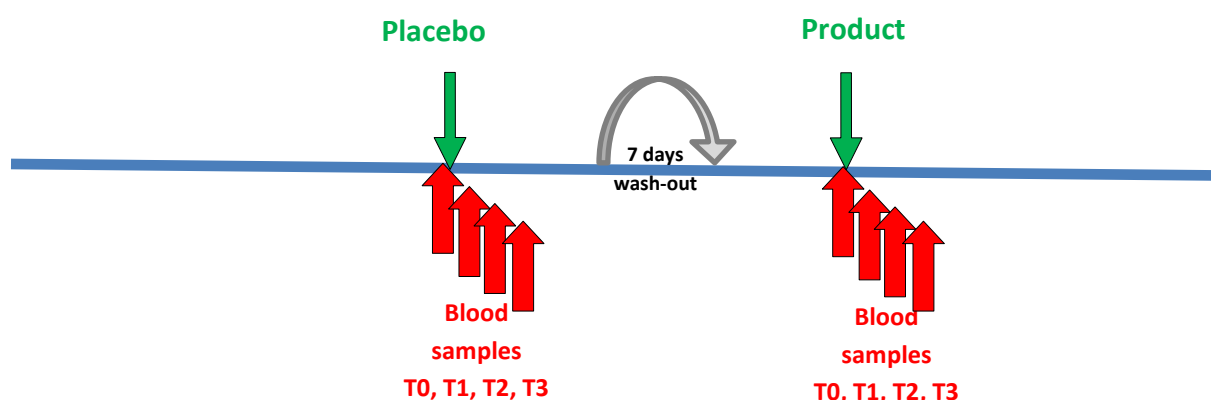 Placebo
Product
7 days
wash-out
Blood
samples
T0, T1, T2, T3
Blood
samples
T0, T1, T2, T3